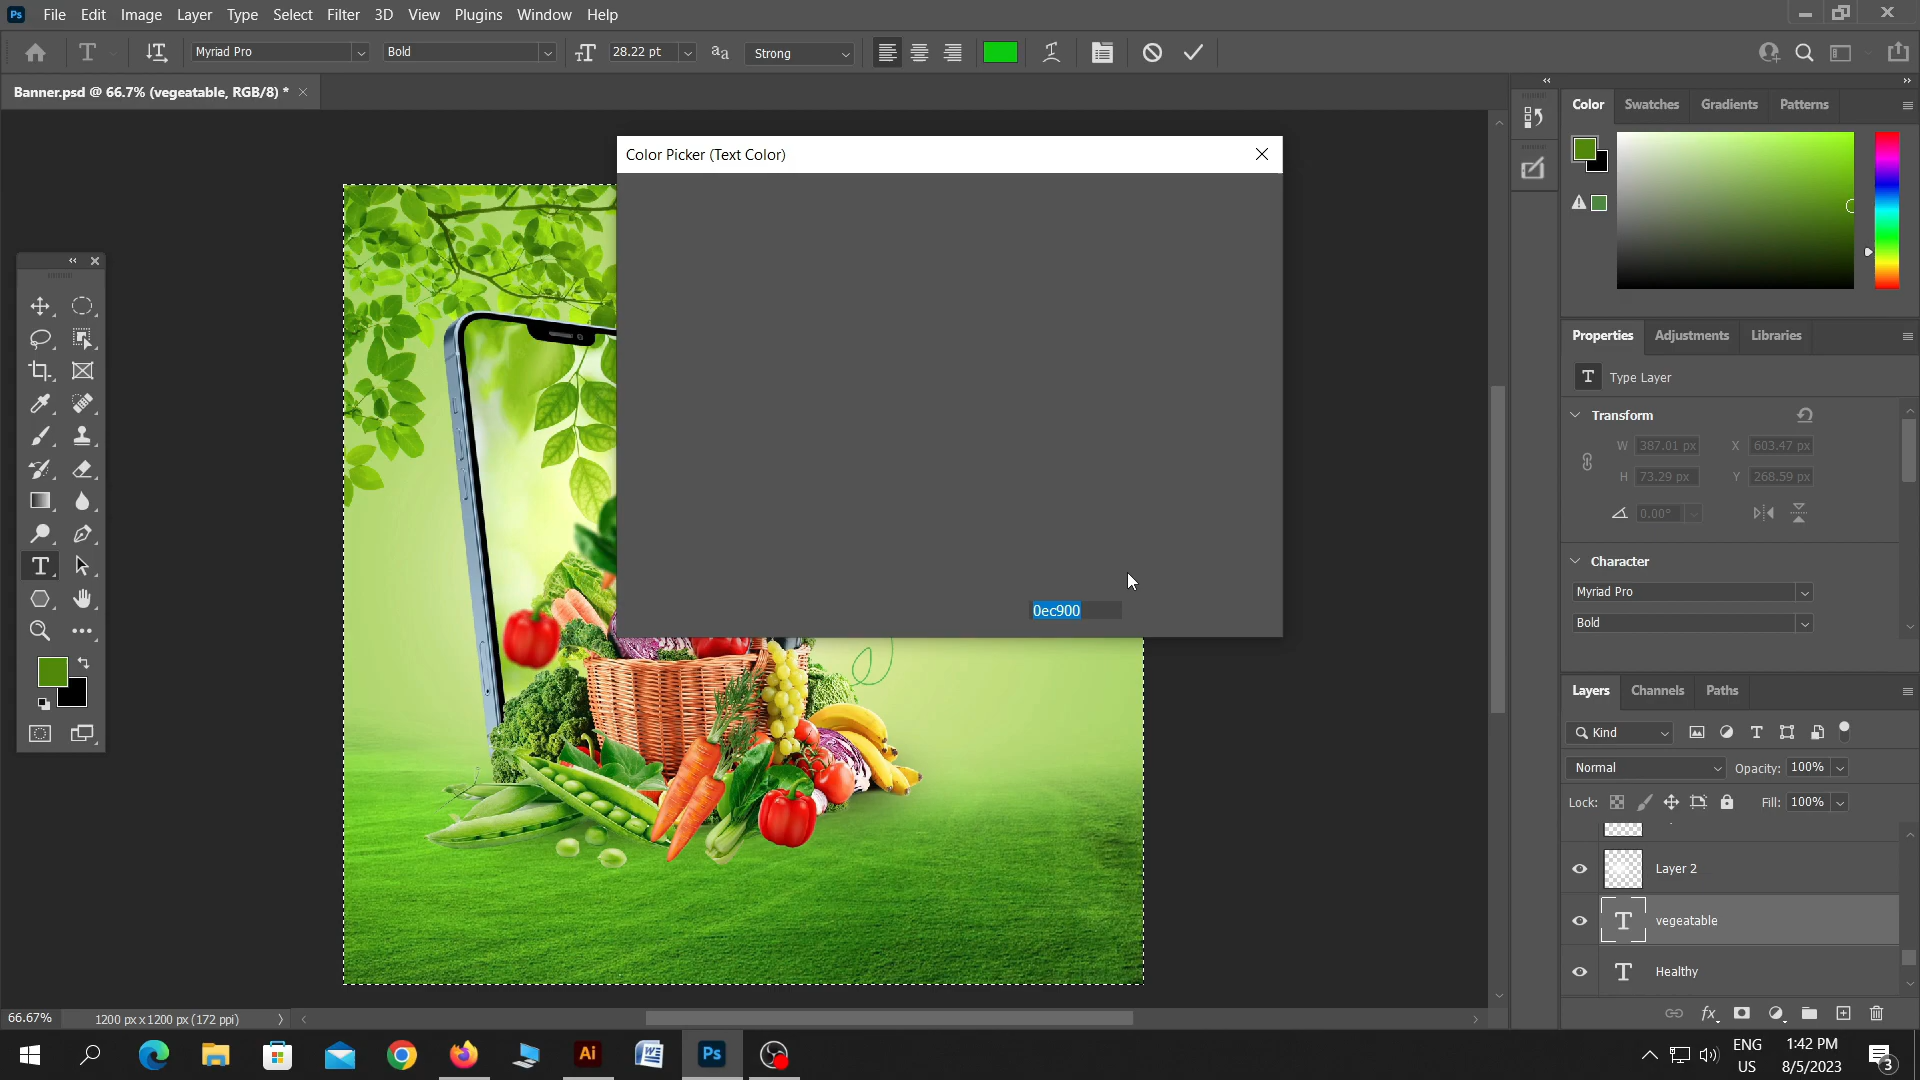 Ps File Edit Image Layer Type Select Filter 3D View Plugins Window Help
Myriad Pro Bold 28.22 pt Strong
Banner.psd @ 66.7% (vegeatable, RGB/8) *
Color Picker (Text Color)
0ec900
Color Swatches Gradients Patterns
Properties Adjustments Libraries
T Type Layer
Transform
W 387.01 px X 603.47 px
H 73.29 px Y 268.59 px
0.00°
Character
Myriad Pro
Bold
Layers Channels Paths
Kind
Normal Opacity: 100%
Lock: Fill: 100%
Layer 2
T vegeatable
T Healthy
66.67% 1200 px x 1200 px (172 ppi)
Ai Ps
ENG 1:42 PM
US 8/5/2023 3